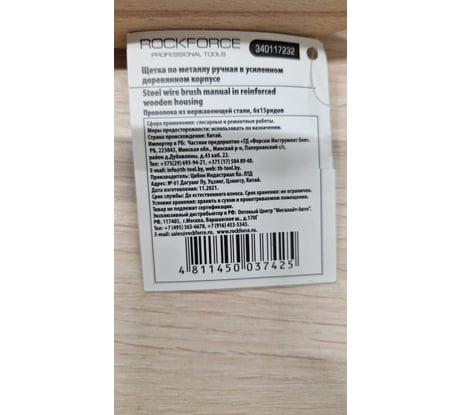 ROCKFORCE
PROFESSIONAL TOOLS
340117232
Щетка по металлу ручная в усиленном
деревянном корпусе
Steel wire brush manual in reinforced
wooden housing
Проволока из нержавеющей стали, 6х15рядов
Сфера применения: слесарные и ремонтные работы.
Меры предосторожности: использовать по назначению.
Страна происхождения: Китай.
Импортер в РБ: Частное предприятие «ТД «Форсаж Инструмент Бел».
РБ, 223043, Минская обл., Минский р-н, Папернянский с/с,
район д.Дубовляны, д.43 каб. 22.
Тел: +375(29) 693-94-21, +375 (17) 504 89 48.
E-mail: info@th-tool.by, web: th-tool.by.
Производитель: Цибон Индастриал Ко. ЛТД
Адрес: № 61 Дагуанг Лу, Уцзянг, Цзангсу, Китай.
Дата изготовления: 11.2021.
Срок службы: До естественного износа. Срок хранения: не ограничен.
Условия хранения: хранить в сухом и проветриваемом помещении.
Товар не подлежит сертификации.
Эксклюзивный дистрибьютор в РФ: Оптовый Центр "Мегалайт-Авто".
РФ, 117405, г.Москва, Варшавское ш., д.170Г
Тел: +7 (495) 363-6678, +7 (916) 453-5343.
E-mail: sales@rockforce.ru, www.rockforce.ru.
4 811450 037425